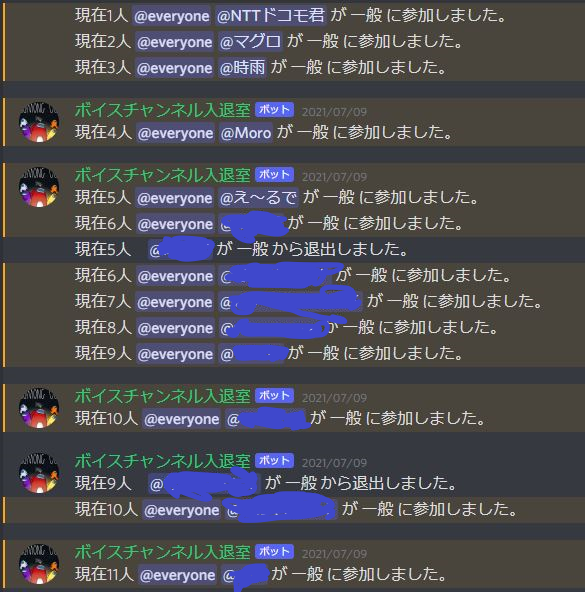 現在1人 @everyone @NTTドコモ君 が 一般 に参加しました。
現在2人 @everyone @マグロ が 一般 に参加しました。
現在3人 @everyone @時雨 が 一般 に参加しました。
ボイスチャンネル入退室 ボット 2021/07/09
現在4人 @everyone @Moro が 一般 に参加しました。
ボイスチャンネル入退室 ボット 2021/07/09
現在5人 @everyone @え〜るで が 一般 に参加しました。
現在6人 @everyone @ が 一般 に参加しました。
現在5人 @ が 一般 から退出しました。
現在6人 @everyone @ が 一般 に参加しました。
現在7人 @everyone @ が 一般 に参加しました。
現在8人 @everyone @ が 一般 に参加しました。
現在9人 @everyone @ が 一般 に参加しました。
ボイスチャンネル入退室 ボット 2021/07/09
現在10人 @everyone @ が 一般 に参加しました。
ボイスチャンネル入退室 ボット 2021/07/09
現在9人 @ が 一般 から退出しました。
現在10人 @everyone @ が 一般 に参加しました。
ボイスチャンネル入退室 ボット 2021/07/09
現在11人 @everyone @ が 一般 に参加しました。